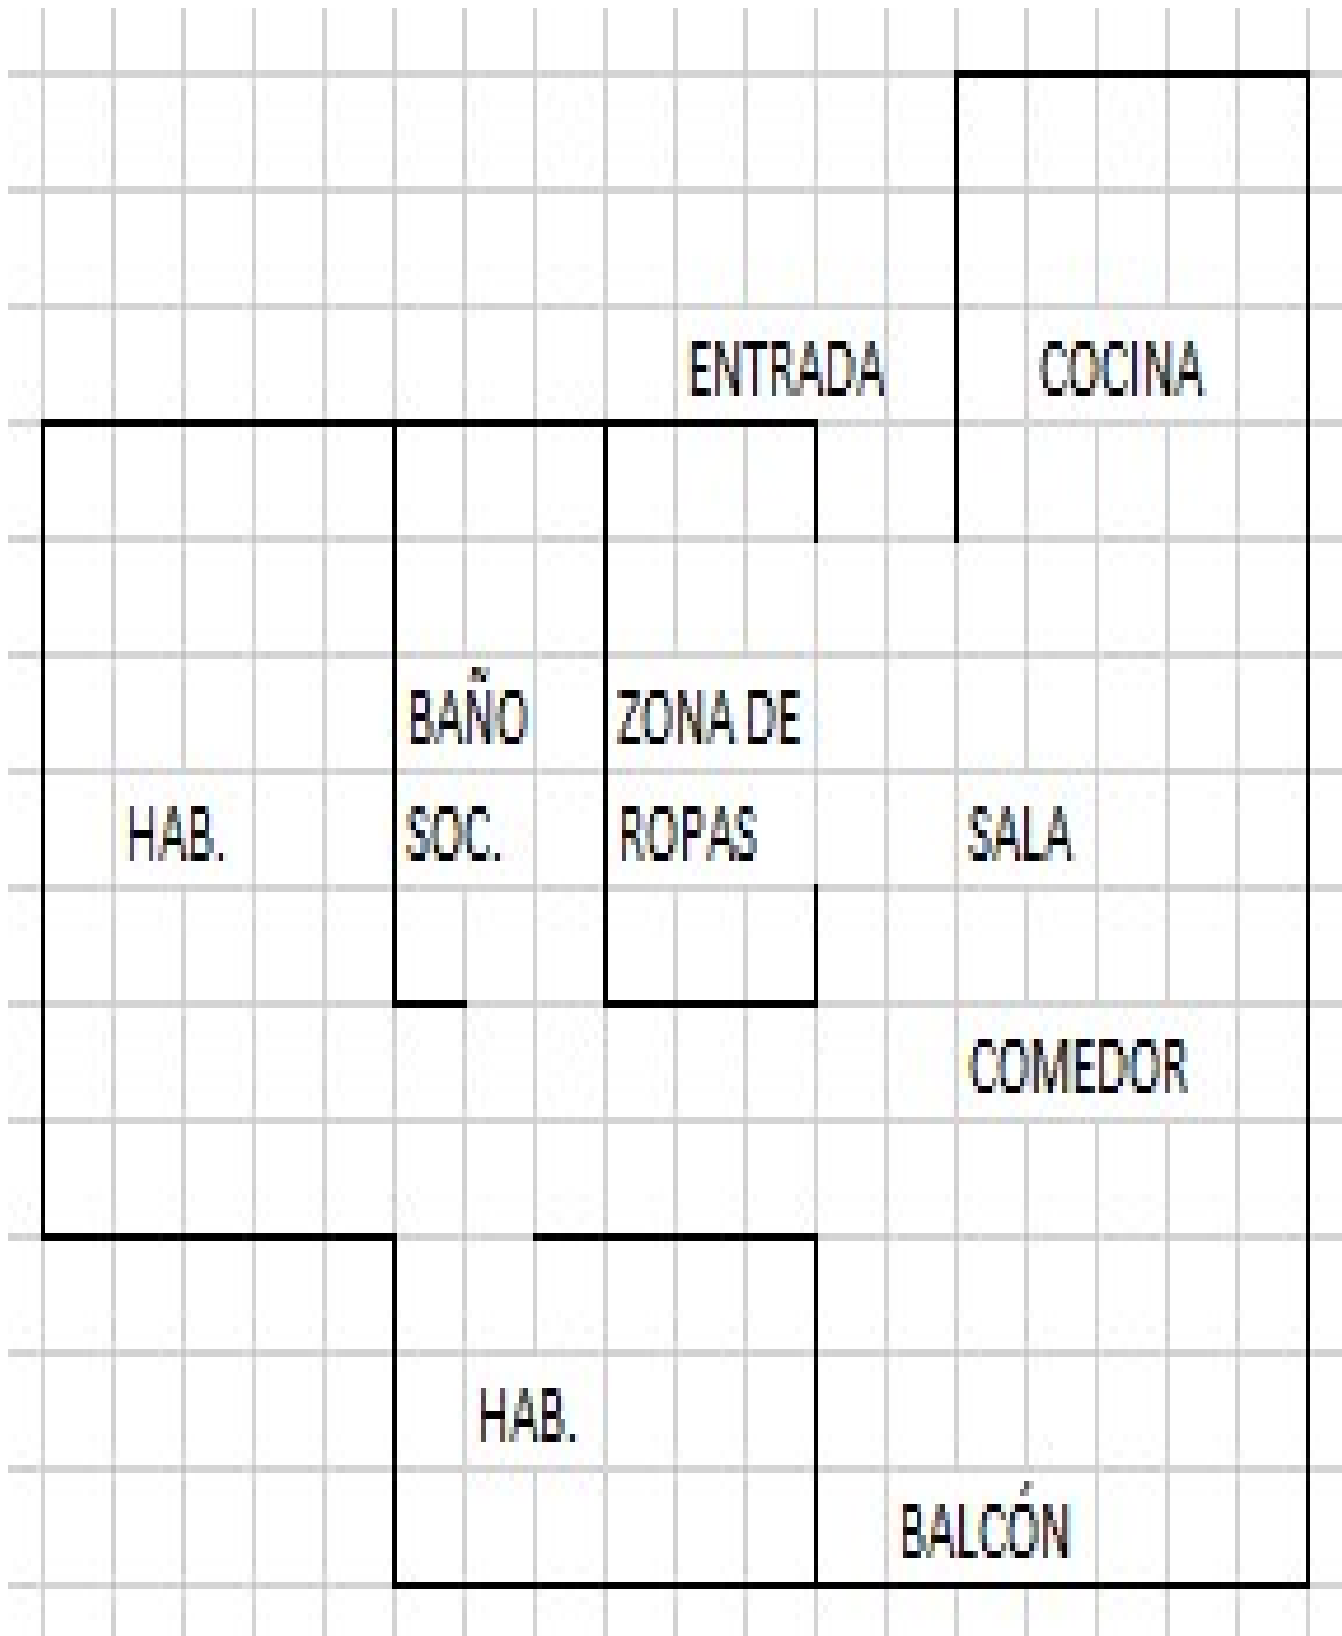 ENTRADA
COCINA
BAÑO
SOC.
ZONA DE
ROPAS
HAB.
SALA
COMEDOR
HAB.
BALCÓN